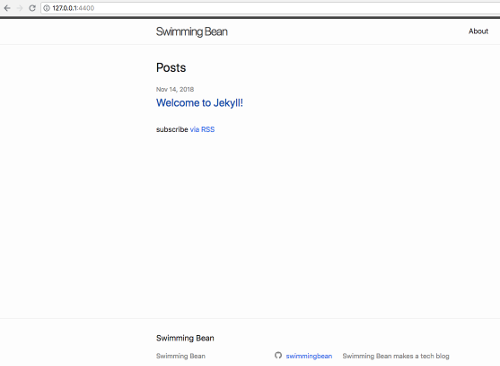 127.0.0.1:4400
Swimming Bean
About
Posts
Nov 14, 2018
Welcome to Jekyll!
subscribe via RSS
Swimming Bean
Swimming Bean
swimmingbean
Swimming Bean makes a tech blog